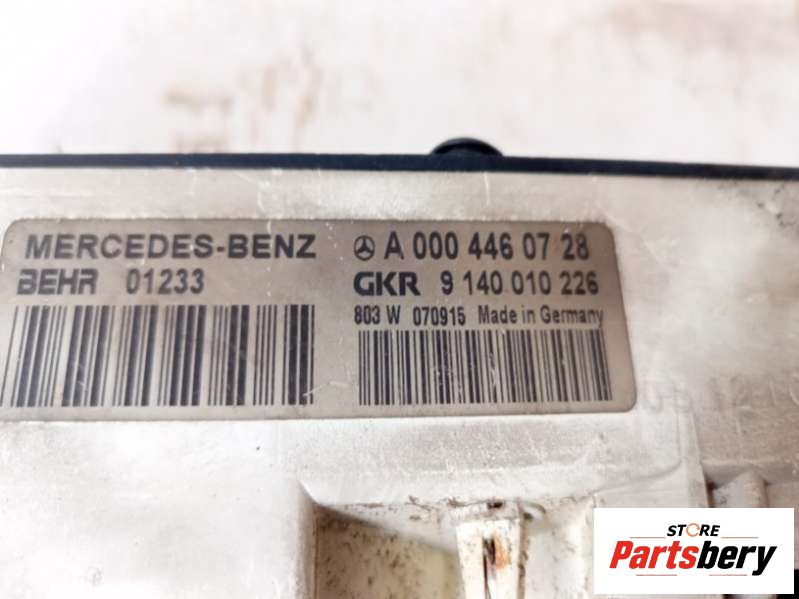 MERCEDES-BENZ
A 000 446 07 28
BEHR 01233
GKR 9 140 010 226
803 W 070915 Made in Germany
STORE
Partsbery